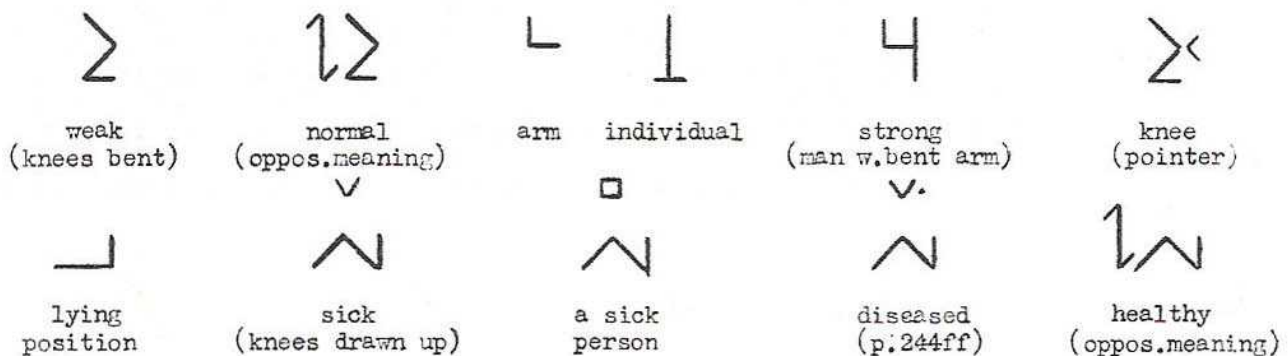 weak normal arm individual strong knee
(knees bent) (oppos.meaning) (man w.bent arm) (pointer)
lying sick a sick diseased healthy
position (knees drawn up) person (p.244ff) (oppos.meaning)